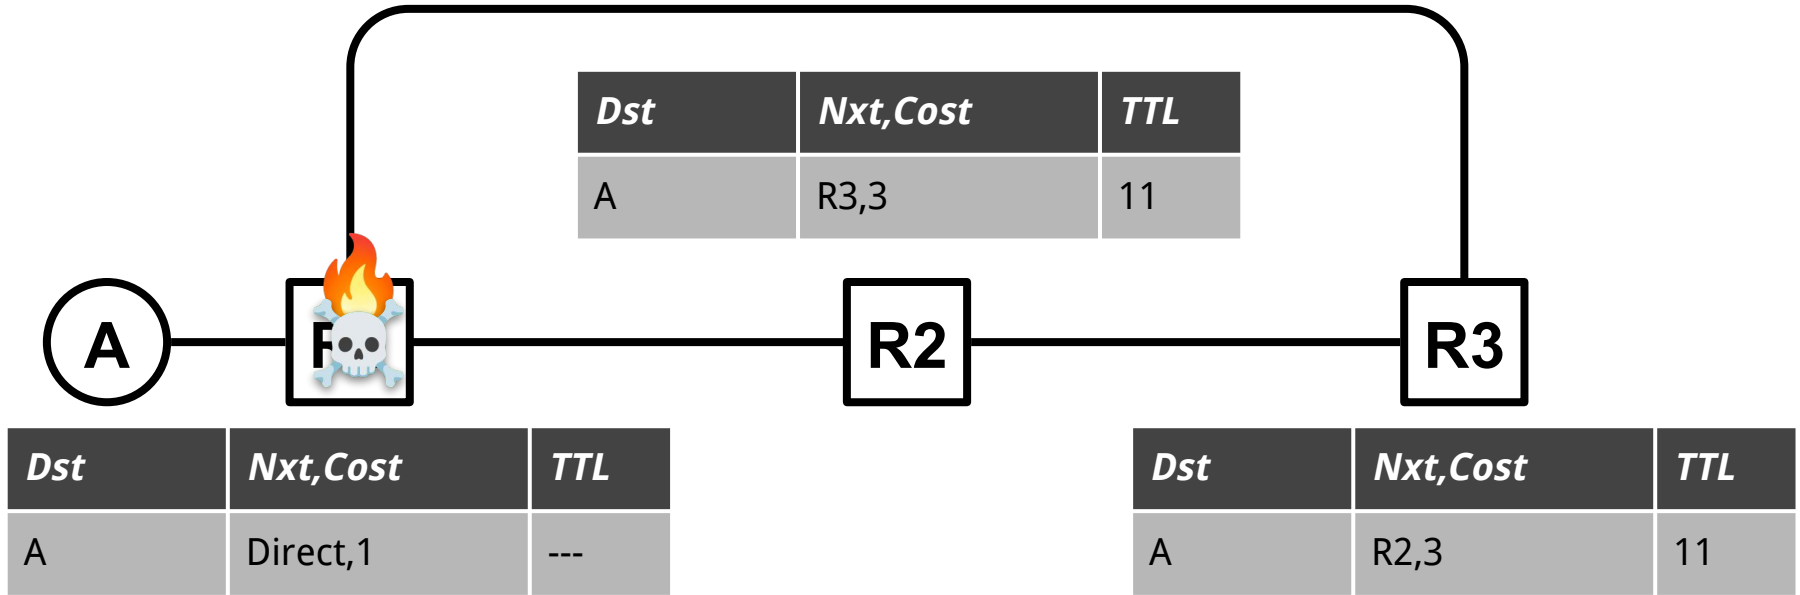 Dst Nxt,Cost TTL
A R3,3 11
A R2 R3
Dst Nxt,Cost TTL
A Direct,1 ---
Dst Nxt,Cost TTL
A R2,3 11